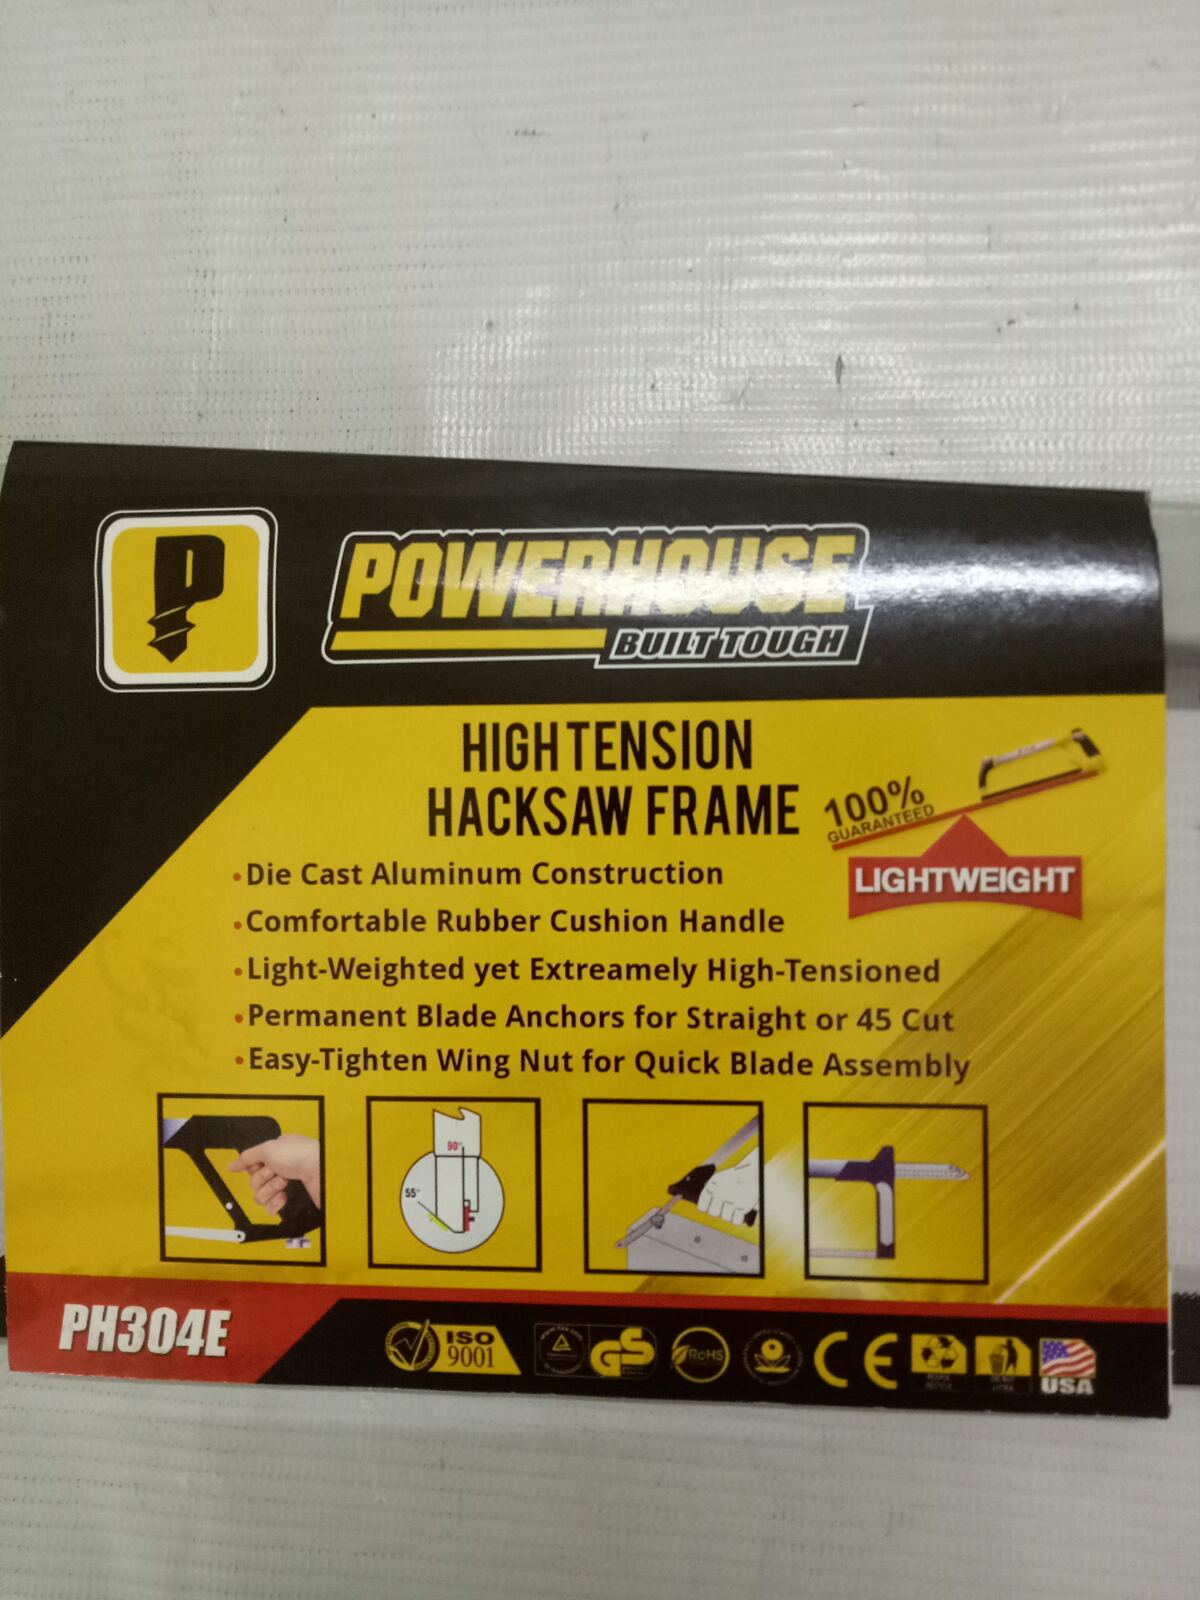 P
POWERHOUSE
BUILT TOUGH
HIGH TENSION
HACKSAW FRAME
100%
GUARANTEED
LIGHTWEIGHT
•Die Cast Aluminum Construction
•Comfortable Rubber Cushion Handle
•Light-Weighted yet Extreamely High-Tensioned
•Permanent Blade Anchors for Straight or 45 Cut
•Easy-Tighten Wing Nut for Quick Blade Assembly
90°
55°
PH304E
ISO
9001
GS
RoHS
CE
USA